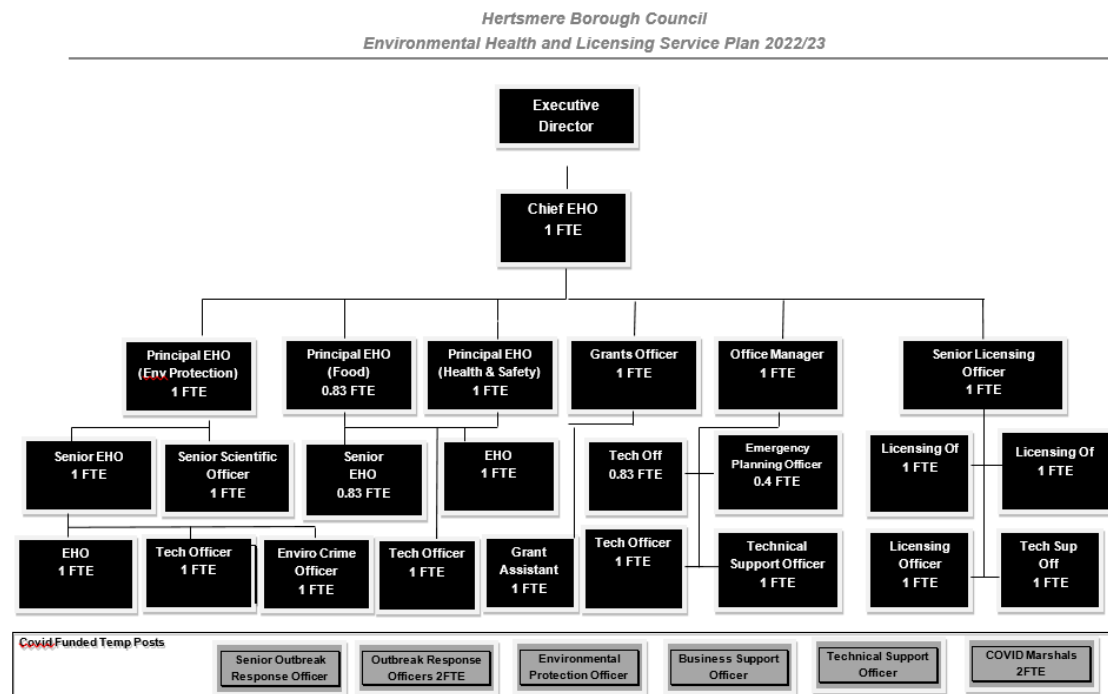 Hertsmere Borough Council
Environmental Health and Licensing Service Plan 2022/23
Executive
Director
Chief EHO
1 FTE
Principal EHO
(Env Protection)
1 FTE
Principal EHO
(Food)
0.83 FTE
Principal EHO
(Health & Safety)
1 FTE
Grants Officer
1 FTE
Office Manager
1 FTE
Senior Licensing
Officer
1 FTE
Senior EHO
1 FTE
Senior Scientific
Officer
1 FTE
Senior
EHO
0.83 FTE
EHO
1 FTE
Tech Off
0.83 FTE
Emergency
Planning Officer
0.4 FTE
Licensing Of
1 FTE
Licensing Of
1 FTE
EHO
1 FTE
Tech Officer
1 FTE
Enviro Crime
Officer
1 FTE
Tech Officer
1 FTE
Grant
Assistant
1 FTE
Tech Officer
1 FTE
Technical
Support Officer
1 FTE
Licensing
Officer
1 FTE
Tech Sup
Off
1 FTE
Covid Funded Temp Posts
Senior Outbreak
Response Officer
Outbreak Response
Officers 2FTE
Environmental
Protection Officer
Business Support
Officer
Technical Support
Officer
COVID Marshals
2FTE